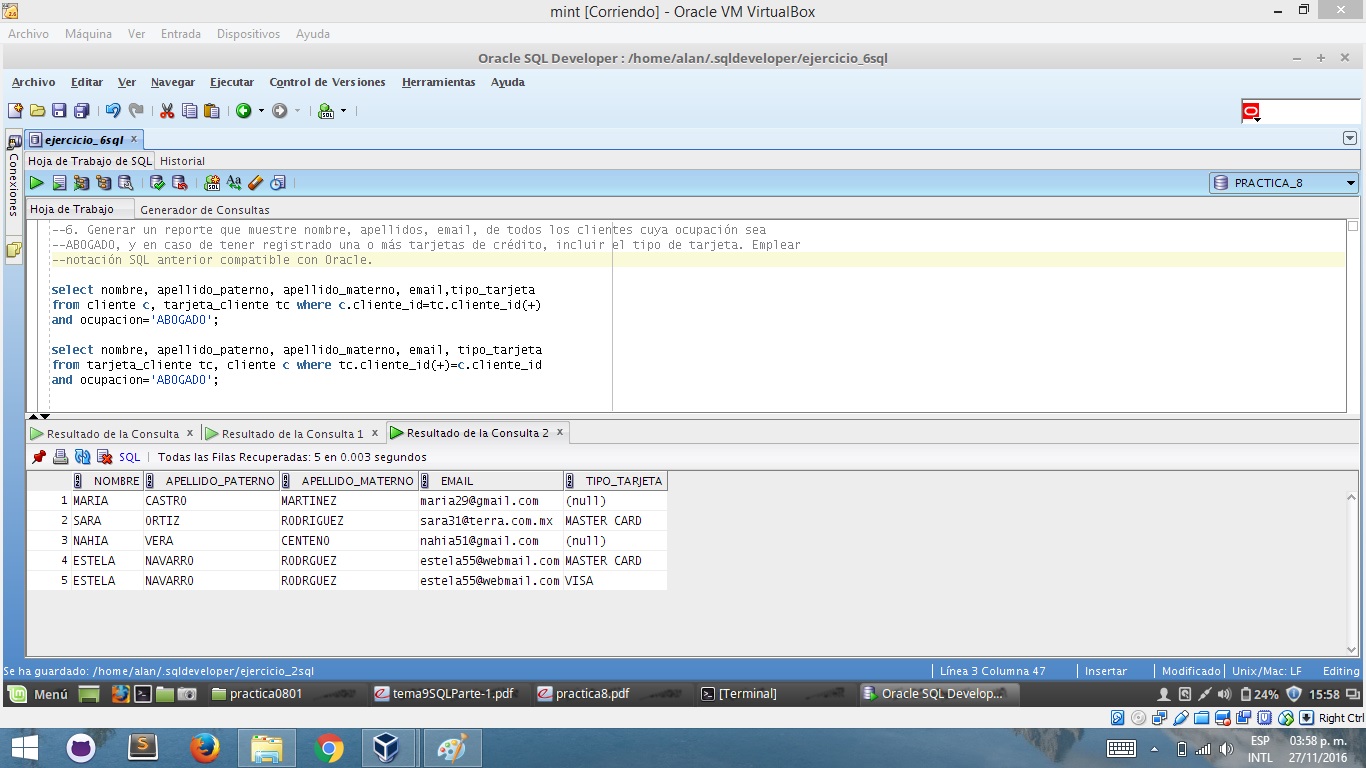 mint [Corriendo] - Oracle VM VirtualBox
Archivo Máquina Ver Entrada Dispositivos Ayuda
Oracle SQL Developer : /home/alan/.sqldeveloper/ejercicio_6sql
Archivo Editar Ver Navegar Ejecutar Control de Versiones Herramientas Ayuda
ejercicio_6sql
Conexiones
Hoja de Trabajo de SQL Historial
PRACTICA_8
Hoja de Trabajo Generador de Consultas
--6. Generar un reporte que muestre nombre, apellidos, email, de todos los clientes cuya ocupación sea
--ABOGADO, y en caso de tener registrado una o más tarjetas de crédito, incluir el tipo de tarjeta. Emplear
--notación SQL anterior compatible con Oracle.
select nombre, apellido_paterno, apellido_materno, email,tipo_tarjeta
from cliente c, tarjeta_cliente tc where c.cliente_id=tc.cliente_id(+)
and ocupacion='ABOGADO';
select nombre, apellido_paterno, apellido_materno, email, tipo_tarjeta
from tarjeta_cliente tc, cliente c where tc.cliente_id(+)=c.cliente_id
and ocupacion='ABOGADO';
Resultado de la Consulta x Resultado de la Consulta 1 x Resultado de la Consulta 2 x
SQL | Todas las Filas Recuperadas: 5 en 0.003 segundos
NOMBRE APELLIDO_PATERNO APELLIDO_MATERNO EMAIL TIPO_TARJETA
1 MARIA CASTRO MARTINEZ maria29@gmail.com (null)
2 SARA ORTIZ RODRIGUEZ sara31@terra.com.mx MASTER CARD
3 NAHIA VERA CENTENO nahia51@gmail.com (null)
4 ESTELA NAVARRO RODRGUEZ estela55@webmail.com MASTER CARD
5 ESTELA NAVARRO RODRGUEZ estela55@webmail.com VISA
Se ha guardado: /home/alan/.sqldeveloper/ejercicio_2sql Línea 3 Columna 47 Insertar Modificado Unix/Mac: LF Editing
Menú practica0801 tema9SQLParte-1.pdf practica8.pdf [Terminal] Oracle SQL Develop... 24% 15:58
Right Ctrl
ESP 03:58 p. m.
INTL 27/11/2016